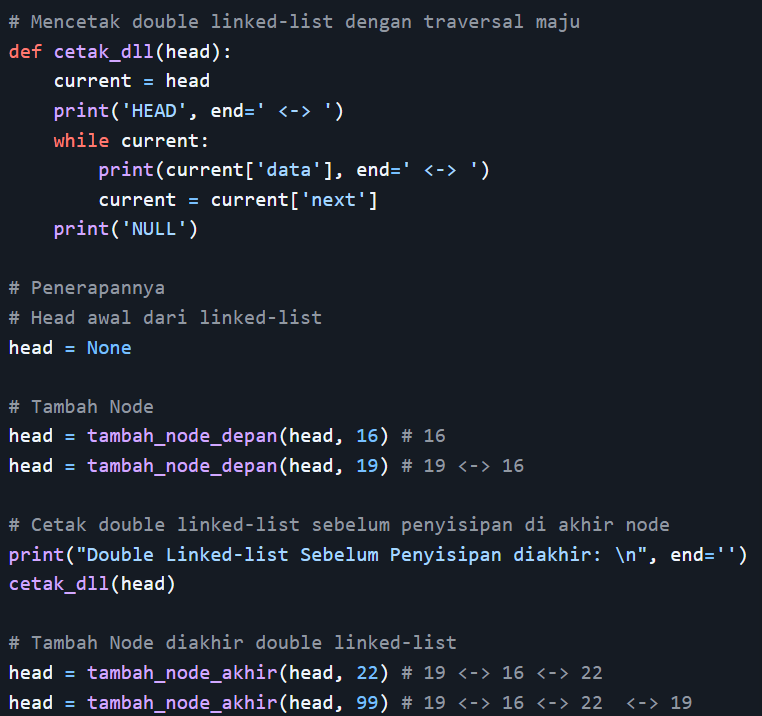 # Mencetak double linked-list dengan traversal maju
def cetak_dll(head):
    current = head
    print('HEAD', end=' <-> ')
    while current:
        print(current['data'], end=' <-> ')
        current = current['next']
    print('NULL')

# Penerapannya
# Head awal dari linked-list
head = None

# Tambah Node
head = tambah_node_depan(head, 16) # 16
head = tambah_node_depan(head, 19) # 19 <-> 16

# Cetak double linked-list sebelum penyisipan di akhir node
print("Double Linked-list Sebelum Penyisipan diakhir: \n", end='')
cetak_dll(head)

# Tambah Node diakhir double linked-list
head = tambah_node_akhir(head, 22) # 19 <-> 16 <-> 22
head = tambah_node_akhir(head, 99) # 19 <-> 16 <-> 22  <-> 19